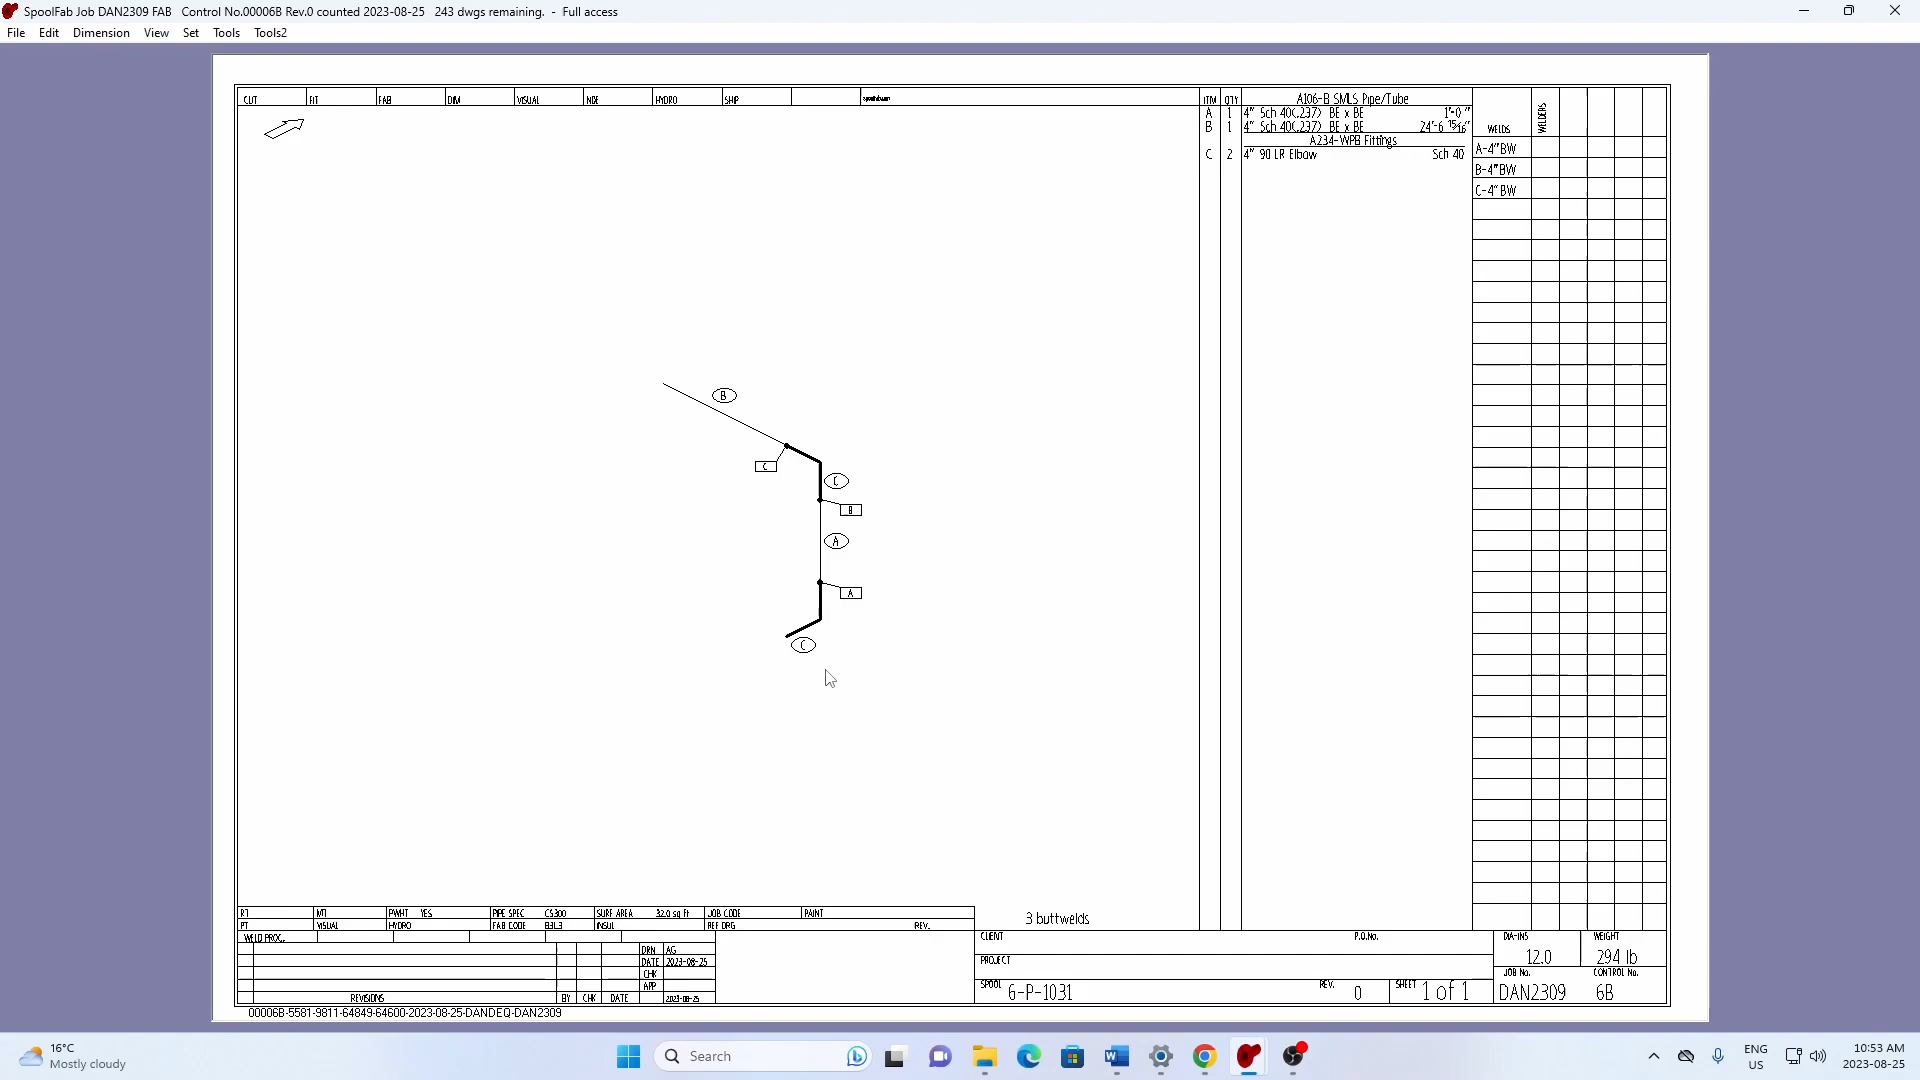 SpoolFab Job DAN2309 FAB   Control No.00006B Rev.0 counted 2023-08-25   243 dwgs remaining.  -  Full access
File Edit Dimension View Set Tools Tools2
CUT FIT FAB DIM VISUAL NDE HYDRO SHIP
ITM QTY A106-B SMLS Pipe/Tube
A 1 4" Sch 40(.237) BE x BE 1'-0 "
B 1 4" Sch 40(.237) BE x BE 24'-6 15/16"
A234-WPB Fittings
C 2 4" 90 LR Elbow Sch 40
WELDS WELDERS
A-4"BW
B-4"BW
C-4"BW
B
C
C
B
A
A
C
RT MT PWHT YES PIPE SPEC CS300 SURF AREA 32.0 sq ft JOB CODE PAINT
PT VISUAL HYDRO FAB CODE B31.3 INSUL REF DRG REV.
WELD PROC.
DRN AG
DATE 2023-08-25
CHK
APP
REVISIONS BY CHK DATE 2023-08-25
3 buttwelds
CLIENT P.O.No.
PROJECT
SPOOL 6-P-1031 REV. 0 SHEET 1 of 1
DIA-INS 12.0 WEIGHT 294 lb
JOB No. DAN2309 CONTROL No. 6B
00006B-5581-9811-64849-64600-2023-08-25-DANDEQ-DAN2309
16°C
Mostly cloudy
Search
ENG
US
10:53 AM
2023-08-25